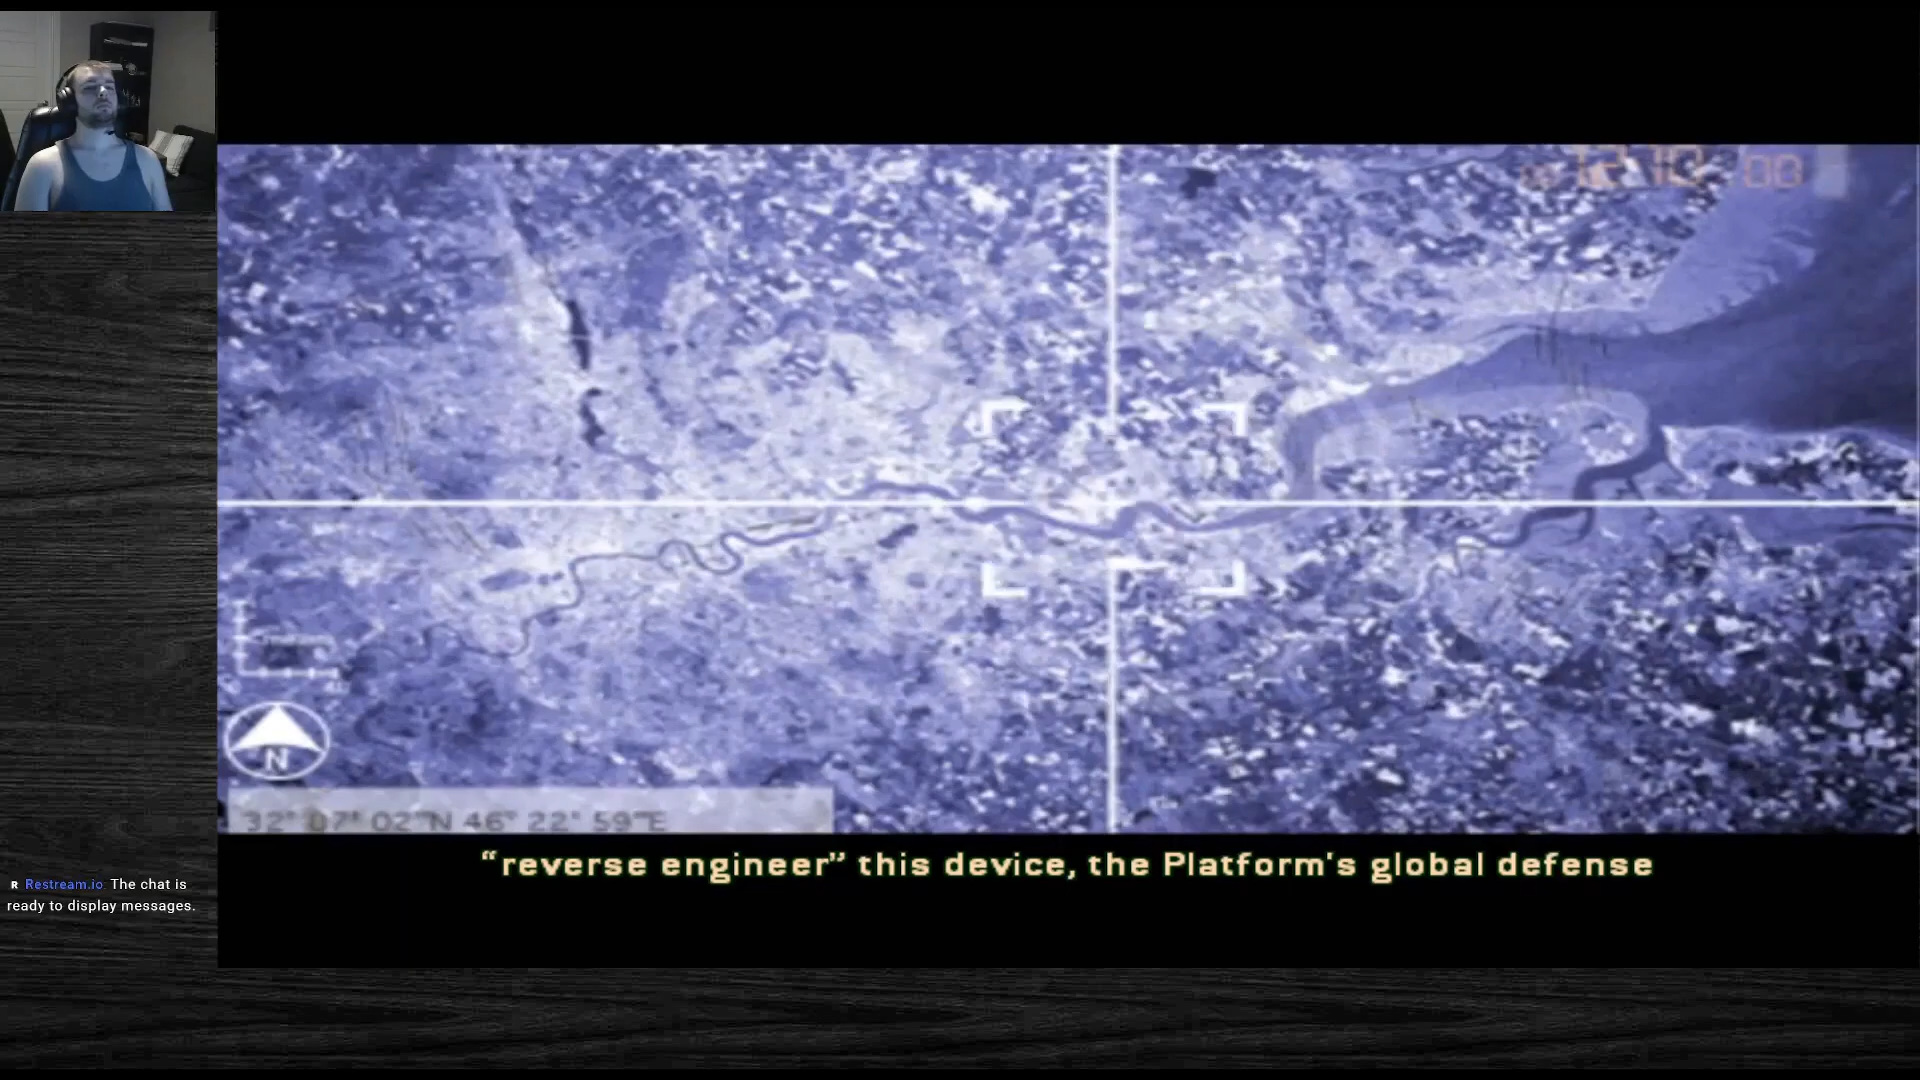 N
32° 07' 02"N 46° 22' 59"E
"reverse engineer" this device, the Platform's global defense
R Restream.io The chat is
ready to display messages.